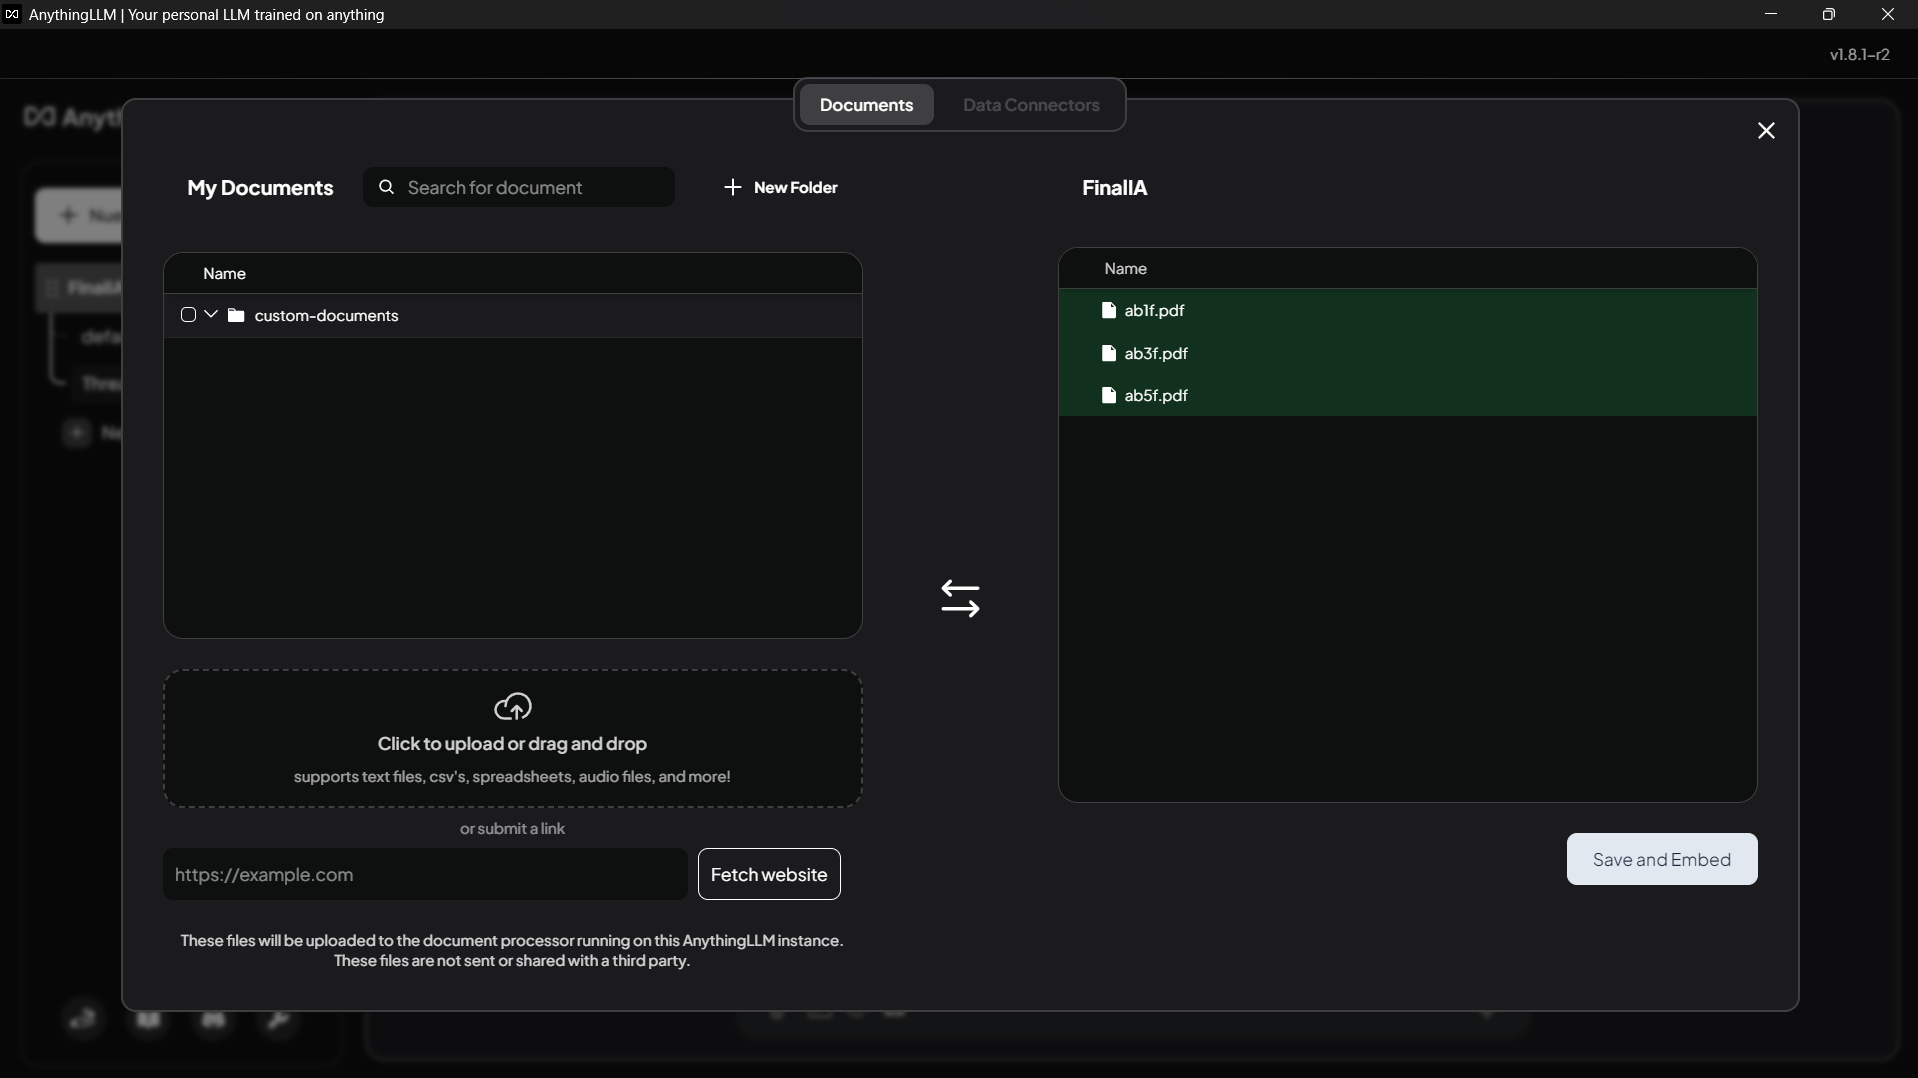 AnythingLLM | Your personal LLM trained on anything
v1.8.1-r2
Documents
Data Connectors
My Documents
Search for document
New Folder
FinalIA
Name
custom-documents
Name
ab1f.pdf
ab3f.pdf
ab5f.pdf
Click to upload or drag and drop
supports text files, csv's, spreadsheets, audio files, and more!
or submit a link
https://example.com
Fetch website
Save and Embed
These files will be uploaded to the document processor running on this AnythingLLM instance.
These files are not sent or shared with a third party.